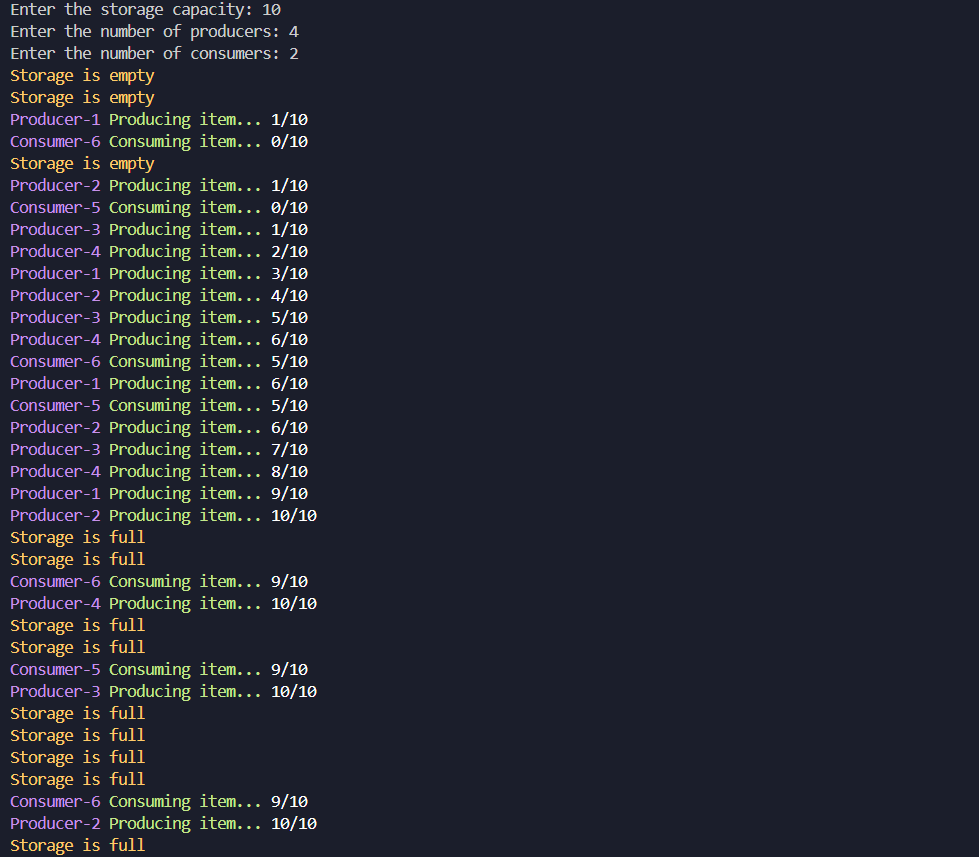 Enter the storage capacity: 10
Enter the number of producers: 4
Enter the number of consumers: 2
Storage is empty
Storage is empty
Producer-1 Producing item... 1/10
Consumer-6 Consuming item... 0/10
Storage is empty
Producer-2 Producing item... 1/10
Consumer-5 Consuming item... 0/10
Producer-3 Producing item... 1/10
Producer-4 Producing item... 2/10
Producer-1 Producing item... 3/10
Producer-2 Producing item... 4/10
Producer-3 Producing item... 5/10
Producer-4 Producing item... 6/10
Consumer-6 Consuming item... 5/10
Producer-1 Producing item... 6/10
Consumer-5 Consuming item... 5/10
Producer-2 Producing item... 6/10
Producer-3 Producing item... 7/10
Producer-4 Producing item... 8/10
Producer-1 Producing item... 9/10
Producer-2 Producing item... 10/10
Storage is full
Storage is full
Consumer-6 Consuming item... 9/10
Producer-4 Producing item... 10/10
Storage is full
Storage is full
Consumer-5 Consuming item... 9/10
Producer-3 Producing item... 10/10
Storage is full
Storage is full
Storage is full
Storage is full
Consumer-6 Consuming item... 9/10
Producer-2 Producing item... 10/10
Storage is full